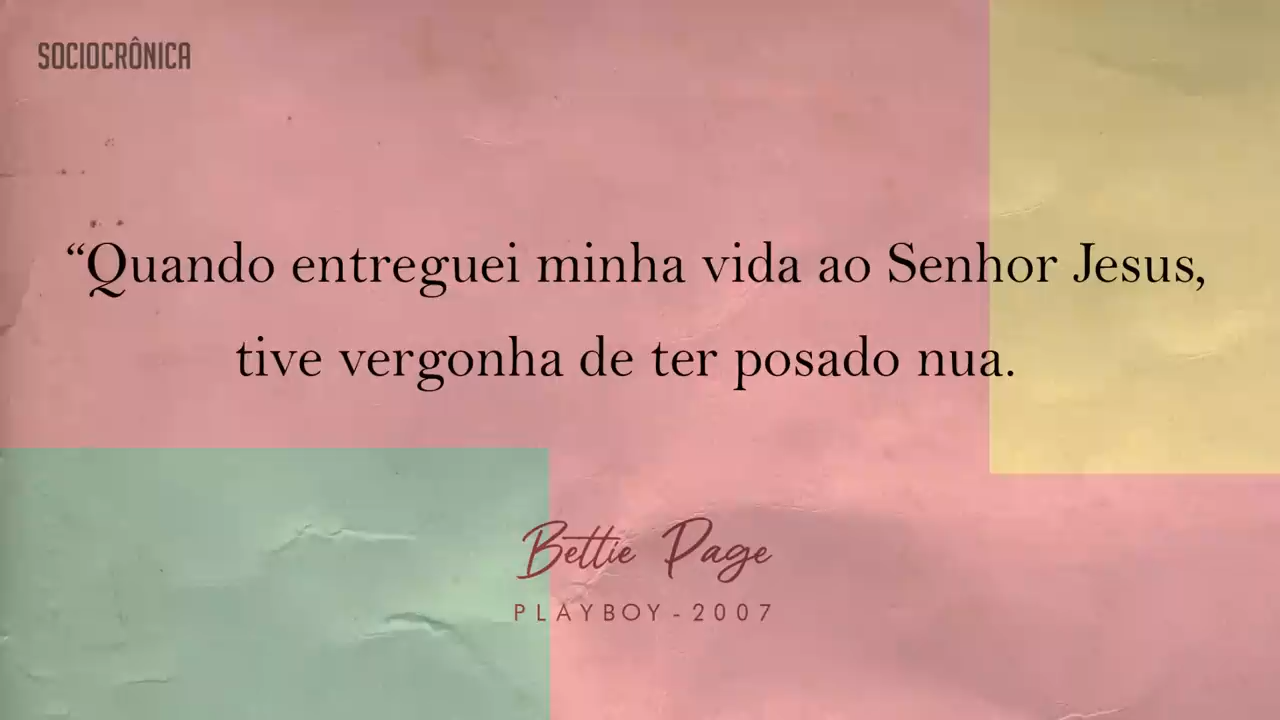 SOCIOCRÔNICA
“Quando entreguei minha vida ao Senhor Jesus,
tive vergonha de ter posado nua.
Bettie Page
PLAYBOY-2007